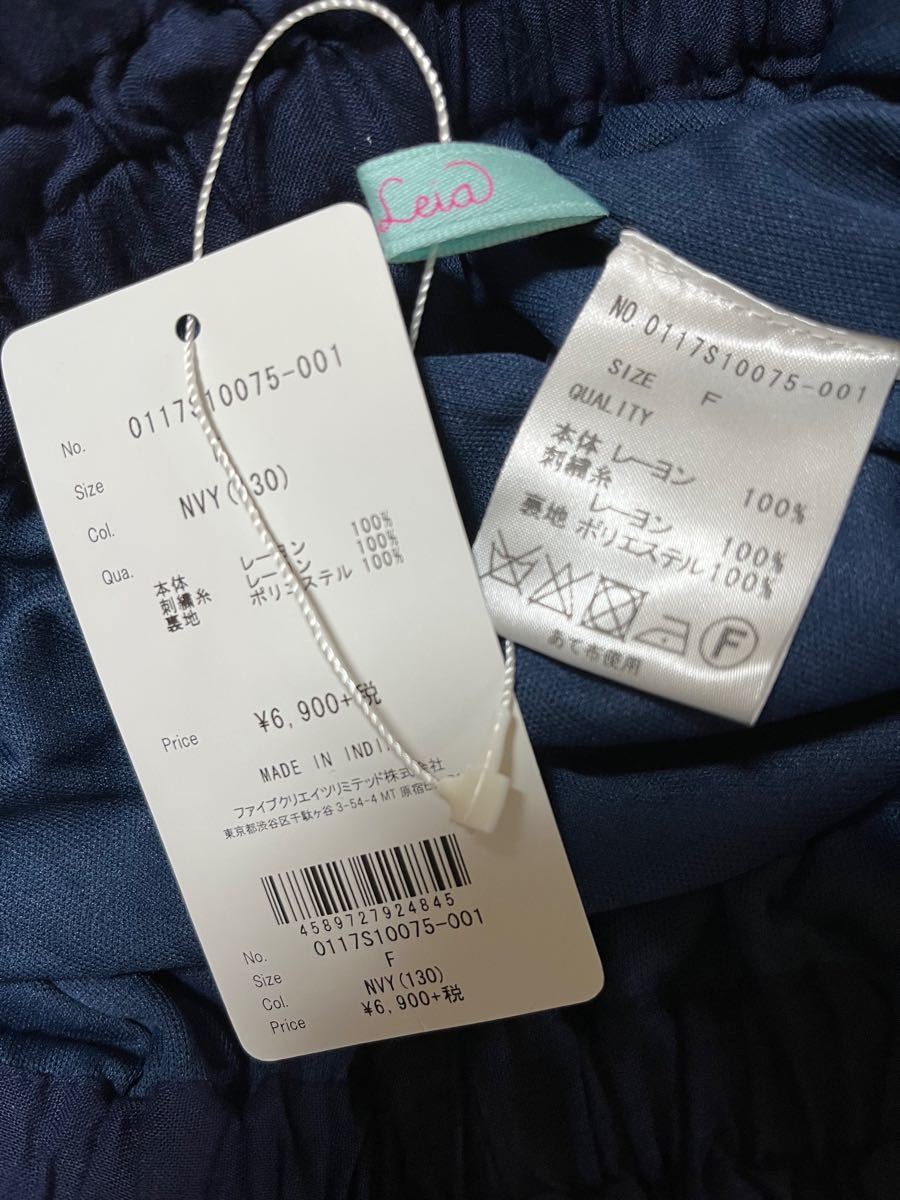 Leia
No. 0117S10075-001
Size
Col. NVY(130)
Qua. 本体 レーヨン 100%
刺繍糸 レーヨン 100%
裏地 ポリエステル 100%
Price ¥6,900+税
MADE IN
ファイブクリエイツリミテッド株式会社
東京都渋谷区千駄ヶ谷 3-54-4 MT 原宿
4589727924845
No. 0117S10075-001
Size F
Col. NVY(130)
Price ¥6,900+税
NO.0117S10075-001
SIZE F
QUALITY
本体 レーヨン 100%
刺繍糸
レーヨン 100%
裏地 ポリエステル 100%
F
あて布使用